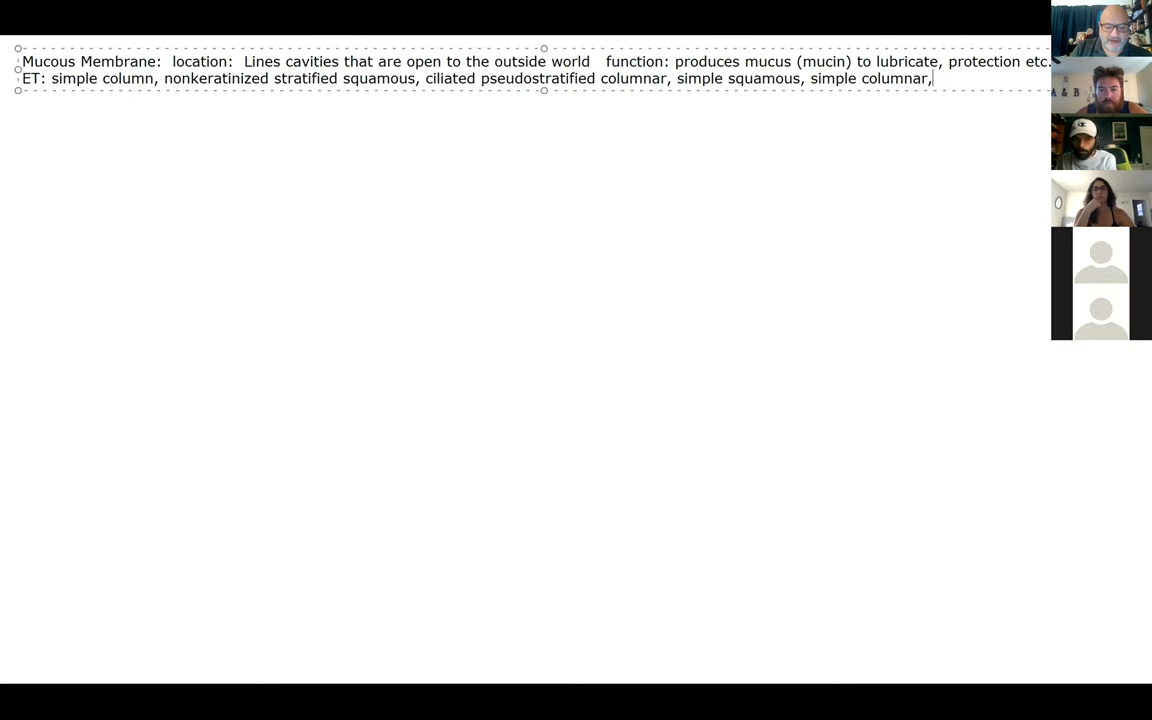 Mucous Membrane:  location:  Lines cavities that are open to the outside world   function: produces mucus (mucin) to lubricate, protection etc.
ET: simple column, nonkeratinized stratified squamous, ciliated pseudostratified columnar, simple squamous, simple columnar,
A & B